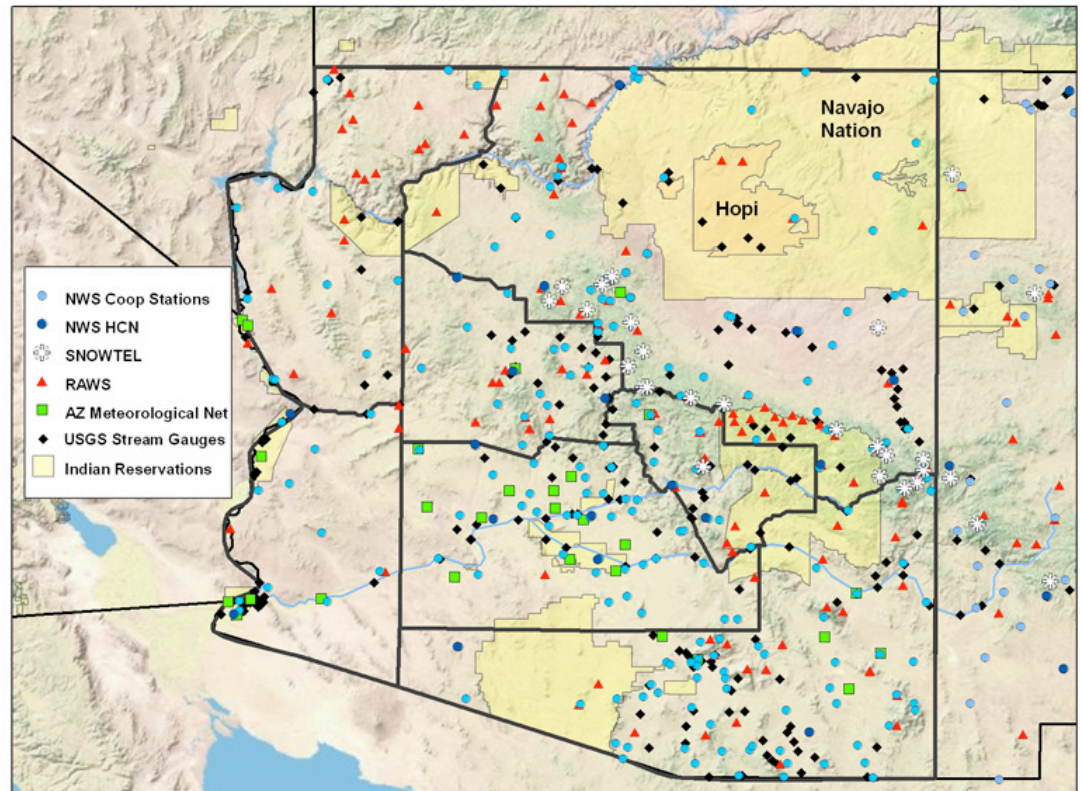 Navajo
Nation
Hopi
NWS Coop Stations
NWS HCN
SNOWTEL
RAWS
AZ Meteorological Net
USGS Stream Gauges
Indian Reservations